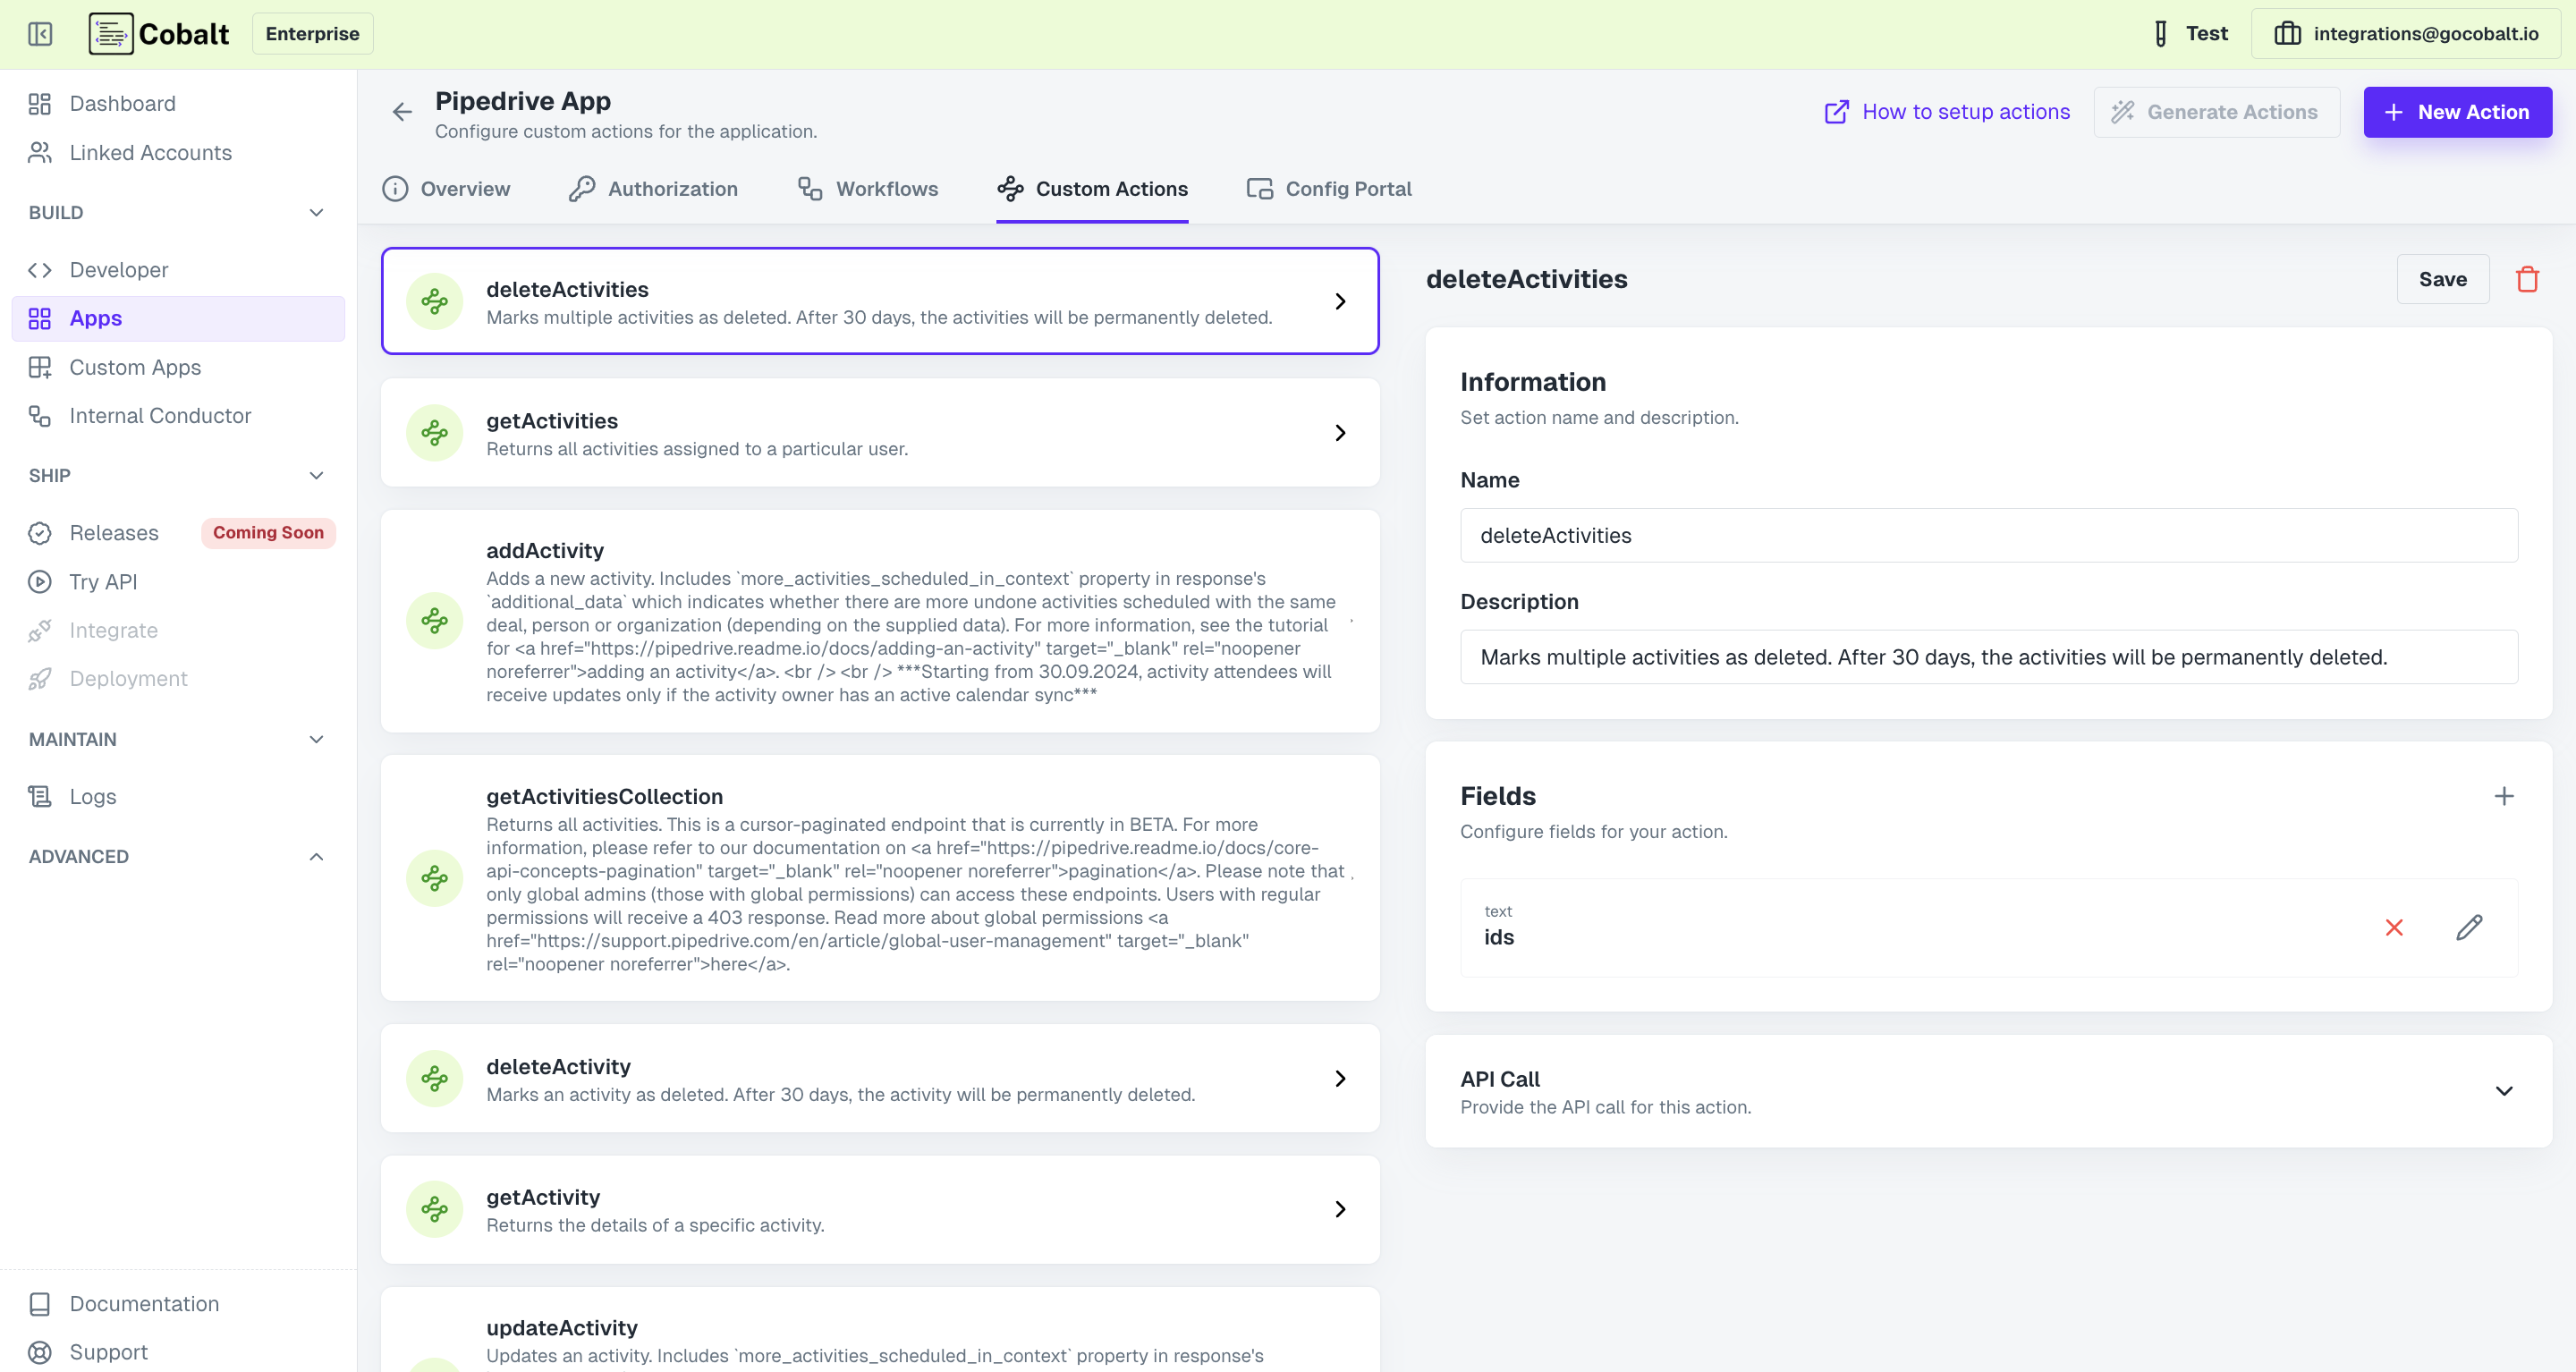 Cobalt
Enterprise
Test
integrations@gocobalt.io
Dashboard
Linked Accounts
BUILD
Developer
Apps
Custom Apps
Internal Conductor
SHIP
Releases
Coming Soon
Try API
Integrate
Deployment
MAINTAIN
Logs
ADVANCED
Documentation
Support
Pipedrive App
Configure custom actions for the application.
How to setup actions
Generate Actions
New Action
Overview
Authorization
Workflows
Custom Actions
Config Portal
deleteActivities
Marks multiple activities as deleted. After 30 days, the activities will be permanently deleted.
getActivities
Returns all activities assigned to a particular user.
addActivity
Adds a new activity. Includes `more_activities_scheduled_in_context` property in response's
`additional_data` which indicates whether there are more undone activities scheduled with the same
deal, person or organization (depending on the supplied data). For more information, see the tutorial
for <a href="https://pipedrive.readme.io/docs/adding-an-activity" target="_blank" rel="noopener
noreferrer">adding an activity</a>. <br /> <br /> ***Starting from 30.09.2024, activity attendees will
receive updates only if the activity owner has an active calendar sync***
getActivitiesCollection
Returns all activities. This is a cursor-paginated endpoint that is currently in BETA. For more
information, please refer to our documentation on <a href="https://pipedrive.readme.io/docs/core-
api-concepts-pagination" target="_blank" rel="noopener noreferrer">pagination</a>. Please note that
only global admins (those with global permissions) can access these endpoints. Users with regular
permissions will receive a 403 response. Read more about global permissions <a
href="https://support.pipedrive.com/en/article/global-user-management" target="_blank"
rel="noopener noreferrer">here</a>.
deleteActivity
Marks an activity as deleted. After 30 days, the activity will be permanently deleted.
getActivity
Returns the details of a specific activity.
updateActivity
Updates an activity. Includes `more_activities_scheduled_in_context` property in response's
deleteActivities
Save
Information
Set action name and description.
Name
deleteActivities
Description
Marks multiple activities as deleted. After 30 days, the activities will be permanently deleted.
Fields
Configure fields for your action.
text
ids
API Call
Provide the API call for this action.